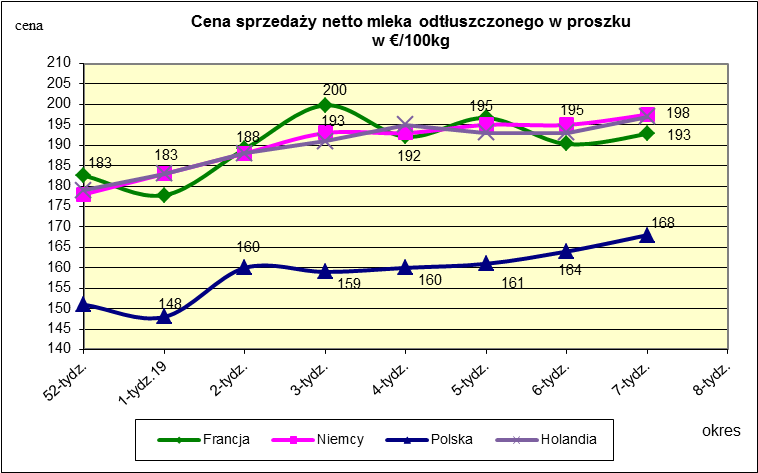 cena
Cena sprzedaży netto mleka odtłuszczonego w proszku
w €/100kg
210
205
200
195
190
185
180
175
170
165
160
155
150
145
140
183
183
188
200
193
192
195
195
198
193
148
160
159
160
161
164
168
52-tydz.
1-tydz.19
2-tydz.
3-tydz.
4-tydz.
5-tydz.
6-tydz.
7-tydz.
8-tydz.
okres
Francja Niemcy Polska Holandia